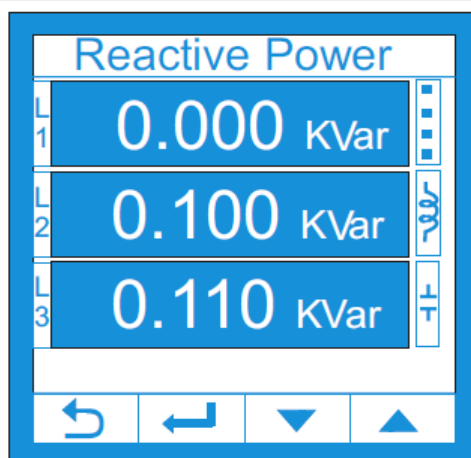 Reactive Power
L1 0.000 KVar
L2 0.100 KVar
L3 0.110 KVar